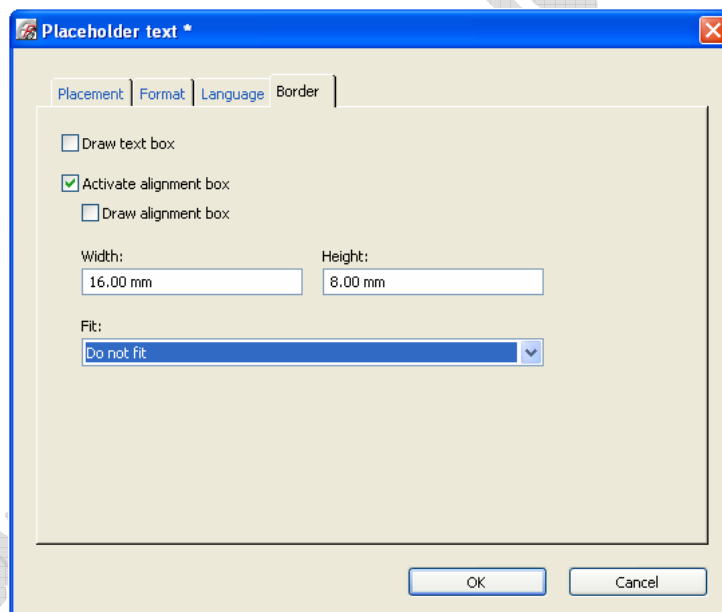 Placeholder text *
Placement Format Language Border
Draw text box
Activate alignment box
Draw alignment box
Width: Height:
16.00 mm 8.00 mm
Fit:
Do not fit
OK Cancel